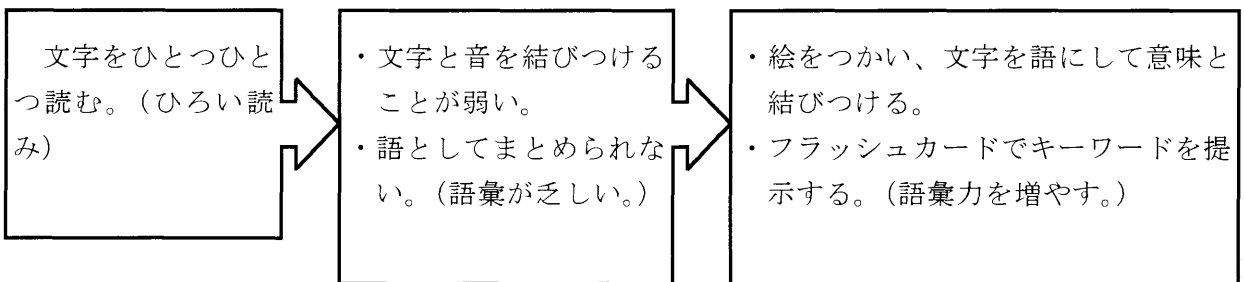 文字をひとつひと
つ読む。(ひろい読
み)
・文字と音を結びつける
ことが弱い。
・語としてまとめられな
い。(語彙が乏しい。)
・絵をつかい、文字を語にして意味と
結びつける。
・フラッシュカードでキーワードを提
示する。(語彙力を増やす。)